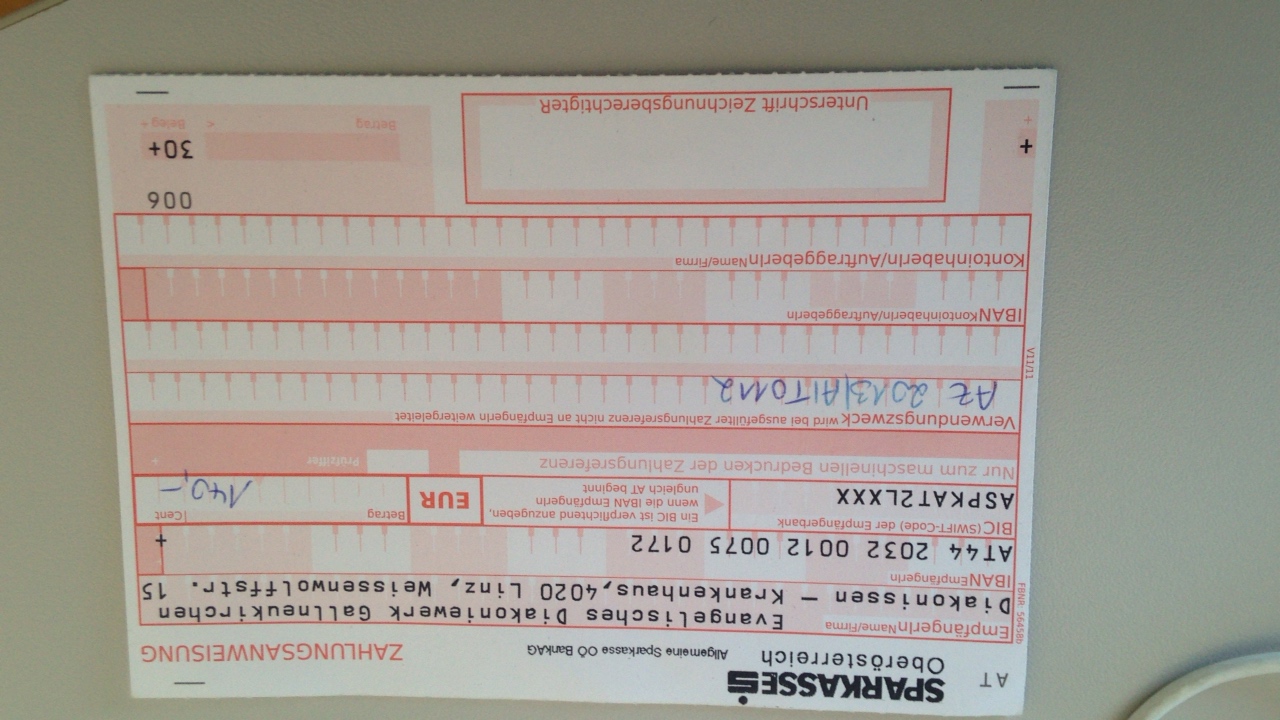 AT SPARKASSE
Oberösterreich Allgemeine Sparkasse OÖ BankAG ZAHLUNGSANWEISUNG
EmpfängerIn Name/Firma
Evangelisches Diakoniewerk Gallneukirchen
Diakonissen – Krankenhaus,4020 Linz, Weissenwolffstr. 15
IBAN EmpfängerIn
AT44 2032 0012 0075 0172 +
BIC (SWIFT-Code) der Empfängerbank
Ein BIC ist verpflichtend anzugeben,
wenn die IBAN EmpfängerIn
ungleich AT beginnt
ASPKAT2LXXX
EUR
Betrag Cent
140,-
Nur zum maschinellen Bedrucken der Zahlungsreferenz
Prüfziffer
Verwendungszweck wird bei ausgefüllter Zahlungsreferenz nicht an EmpfängerIn weitergeleitet
AZ 2013/A/TO112
IBAN KontoinhaberIn/AuftraggeberIn
KontoinhaberIn/AuftraggeberIn Name/Firma
006
+ 30+
+ Betrag < Beleg +
Unterschrift ZeichnungsberechtigteR
FBNR: 56458b
V11/11